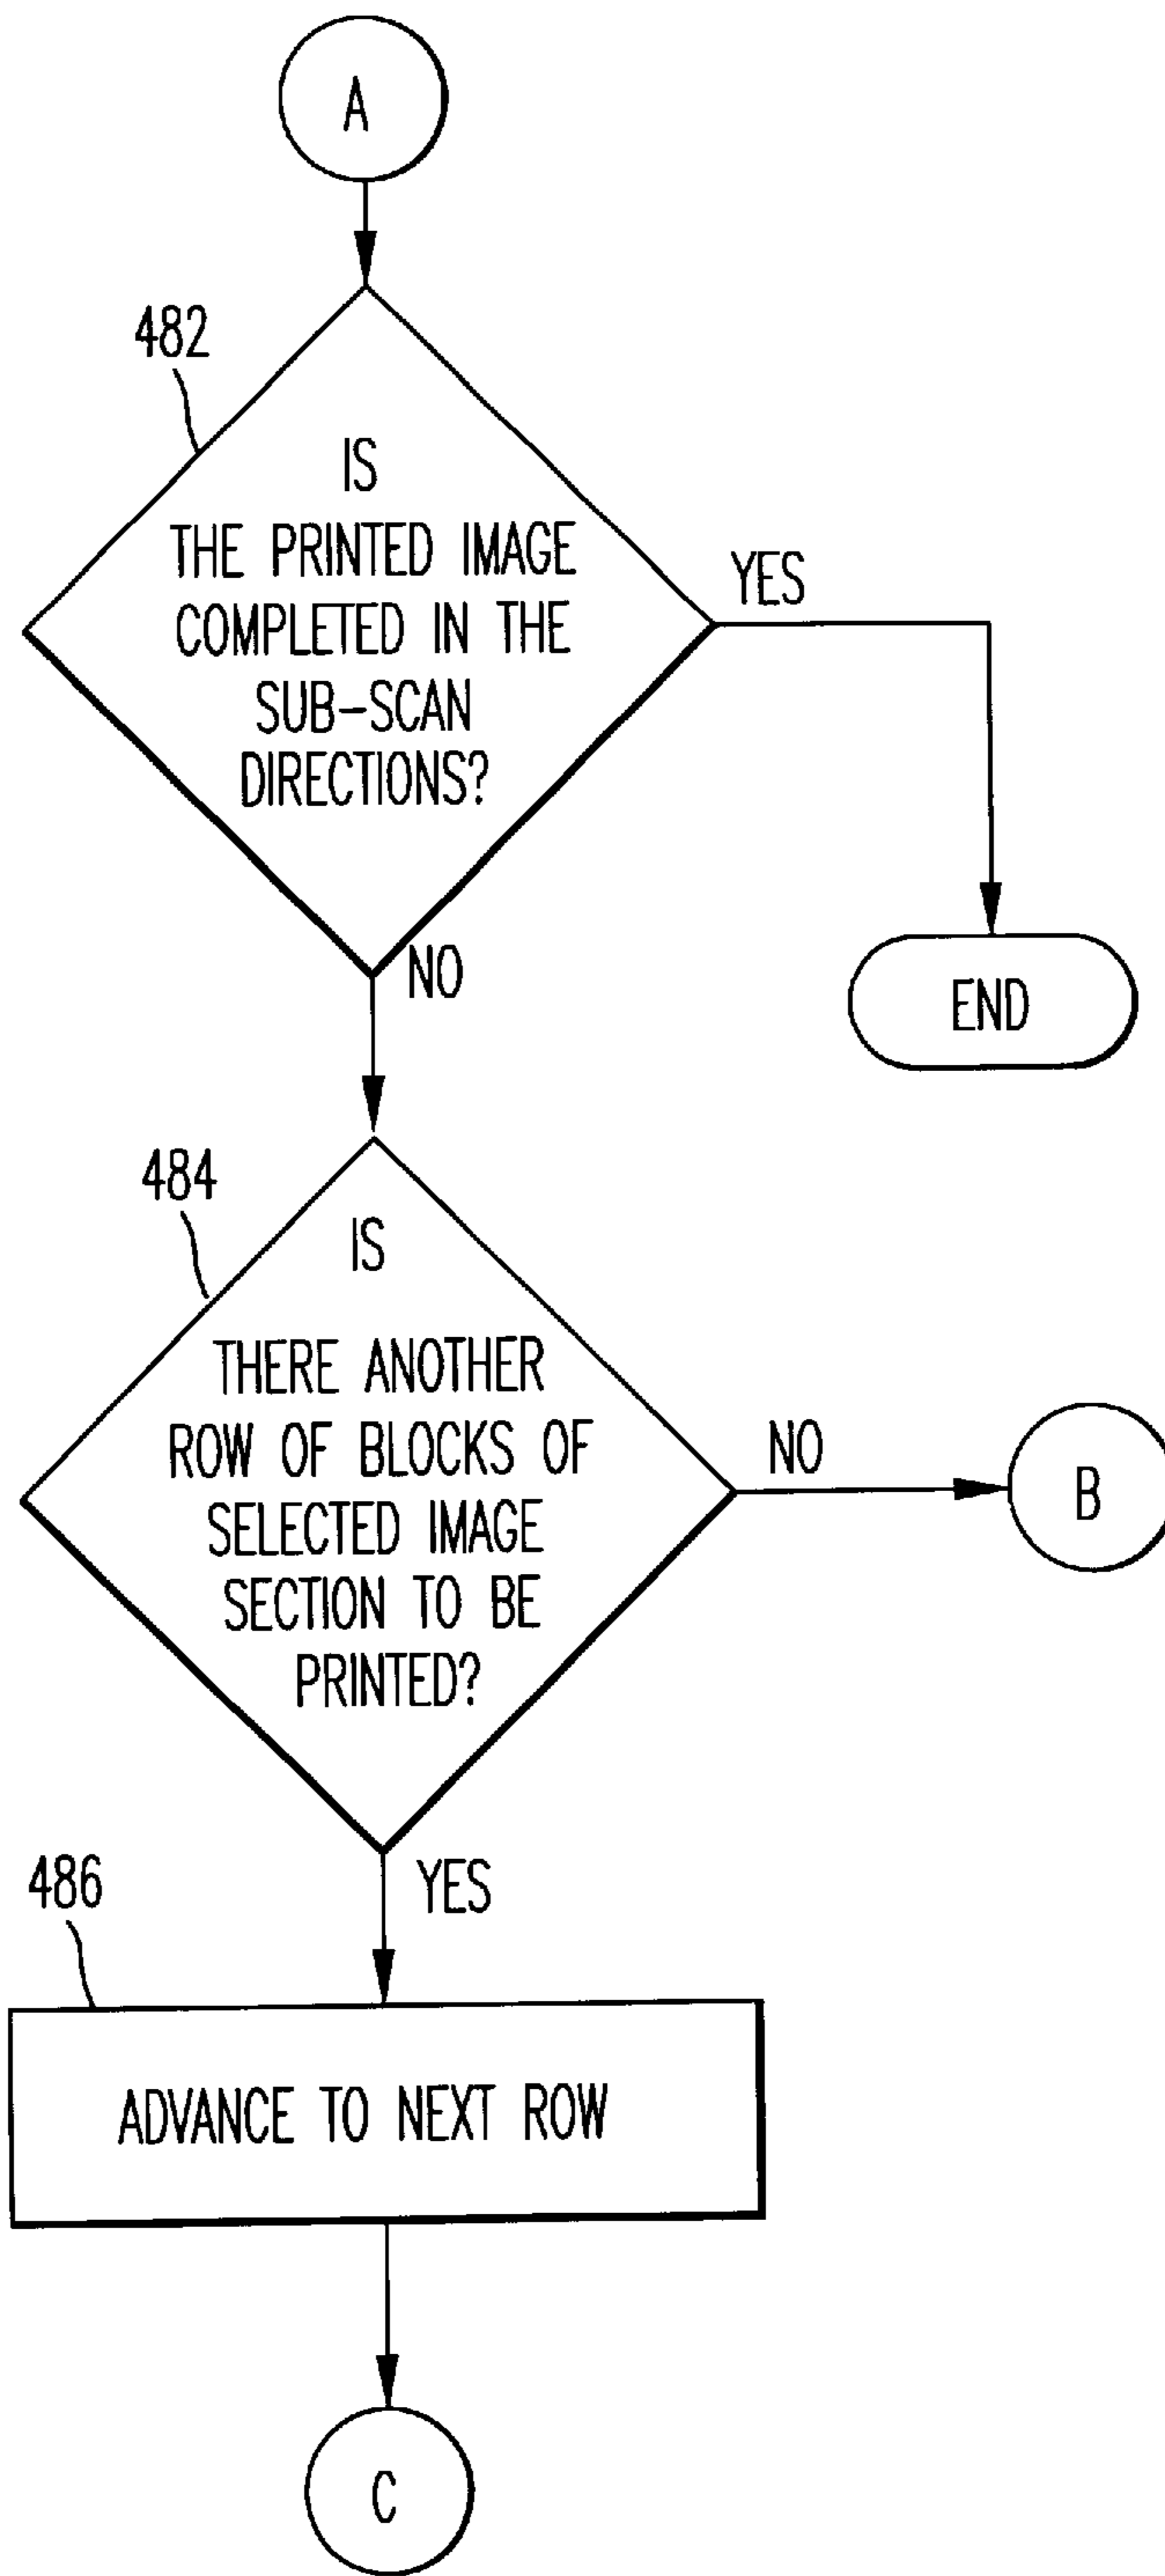 A
482
IS
THE PRINTED IMAGE
COMPLETED IN THE
SUB-SCAN
DIRECTIONS?
YES
NO
END
484
IS
THERE ANOTHER
ROW OF BLOCKS OF
SELECTED IMAGE
SECTION TO BE
PRINTED?
NO
B
YES
486
ADVANCE TO NEXT ROW
C